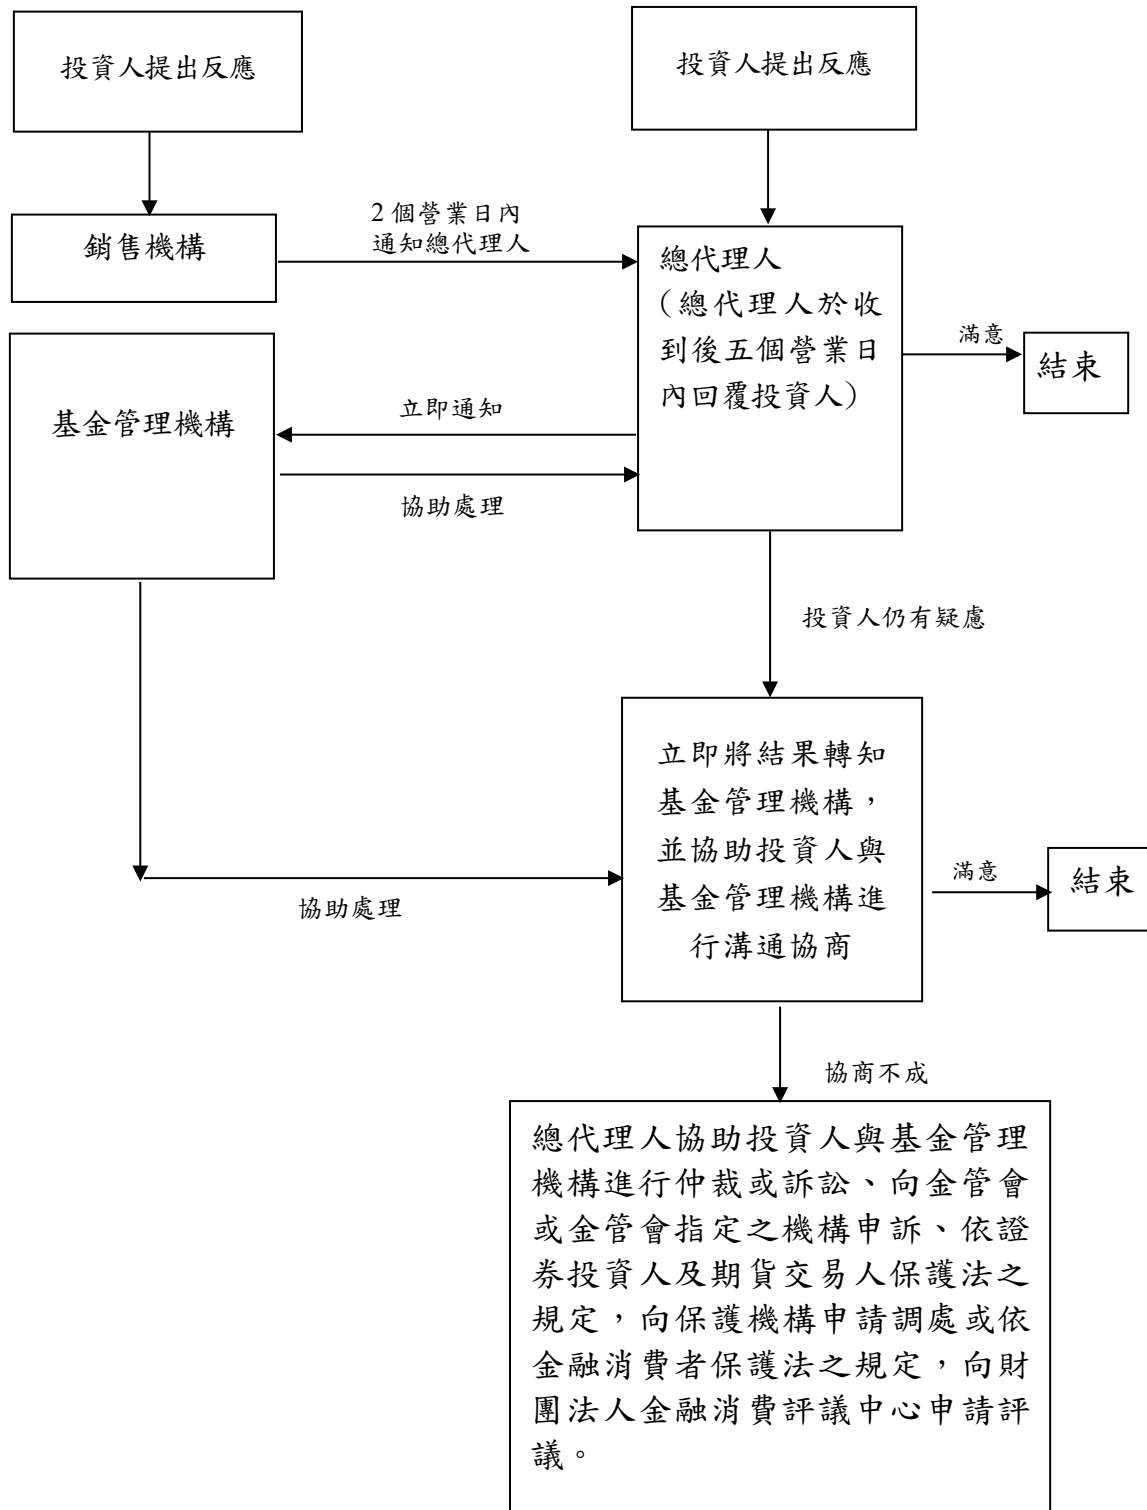 投資人提出反應
投資人提出反應
銷售機構
2 個營業日內
通知總代理人
總代理人
(總代理人於收
到後五個營業日
內回覆投資人)
滿意
結束
基金管理機構
立即通知
協助處理
投資人仍有疑慮
立即將結果轉知
基金管理機構,
並協助投資人與
基金管理機構進
行溝通協商
滿意
結束
協助處理
協商不成
總代理人協助投資人與基金管理
機構進行仲裁或訴訟、向金管會
或金管會指定之機構申訴、依證
券投資人及期貨交易人保護法之
規定,向保護機構申請調處或依
金融消費者保護法之規定,向財
團法人金融消費評議中心申請評
議。